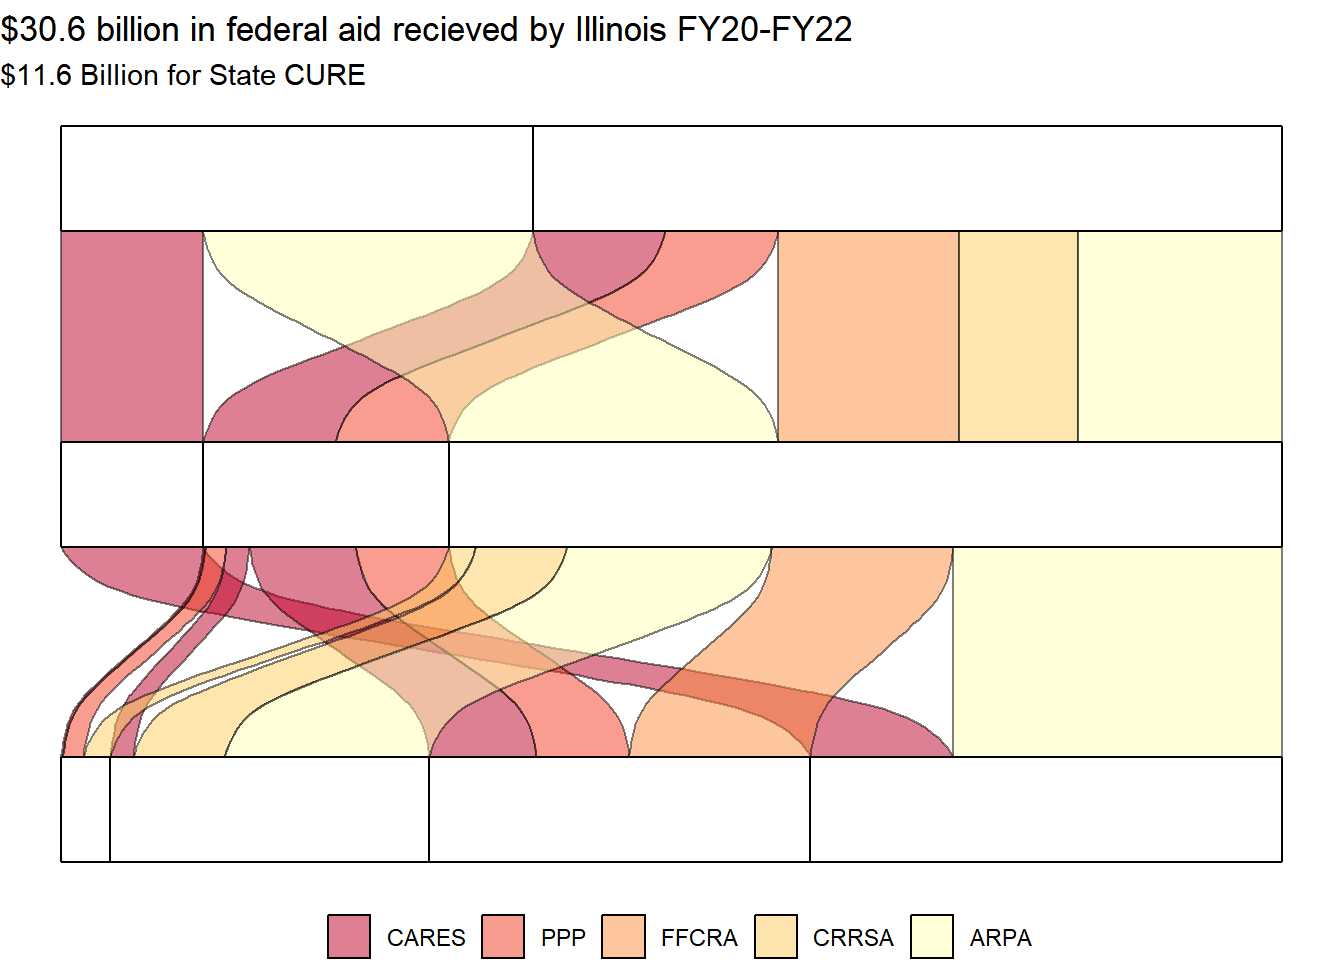 $30.6 billion in federal aid recieved by Illinois FY20-FY22
$11.6 Billion for State CURE
CARES PPP FFCRA CRRSA ARPA